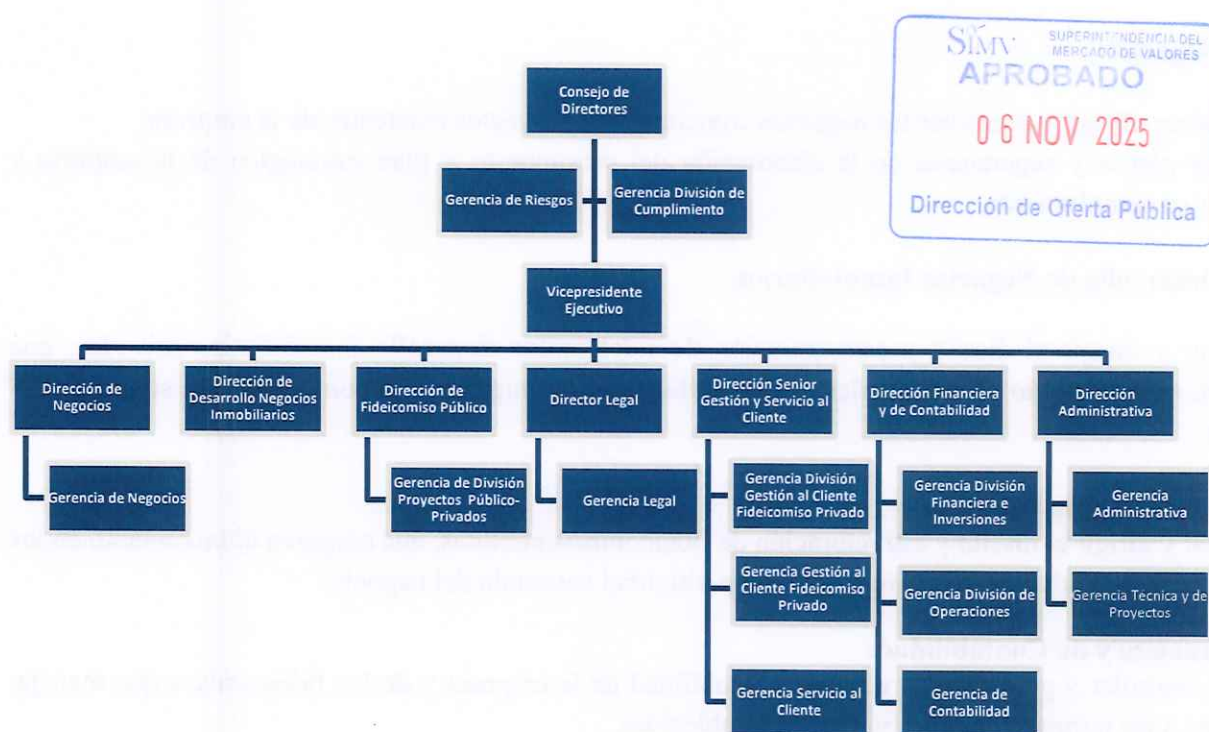 SIMV SUPERINTENDENCIA DEL
MERCADO DE VALORES
APROBADO
06 NOV 2025
Dirección de Oferta Pública
Consejo de
Directores
Gerencia de Riesgos
Gerencia División de
Cumplimiento
Vicepresidente
Ejecutivo
Dirección de
Negocios
Dirección de
Desarrollo Negocios
Inmobiliarios
Dirección de
Fideicomiso Público
Director Legal
Dirección Senior
Gestión y Servicio al
Cliente
Dirección Financiera
y de Contabilidad
Dirección
Administrativa
Gerencia de Negocios
Gerencia de División
Proyectos Público-
Privados
Gerencia Legal
Gerencia División
Gestión al Cliente
Fideicomiso Privado
Gerencia División
Financiera e
Inversiones
Gerencia
Administrativa
Gerencia Gestión al
Cliente Fideicomiso
Privado
Gerencia División de
Operaciones
Gerencia Técnica y de
Proyectos
Gerencia Servicio al
Cliente
Gerencia de
Contabilidad